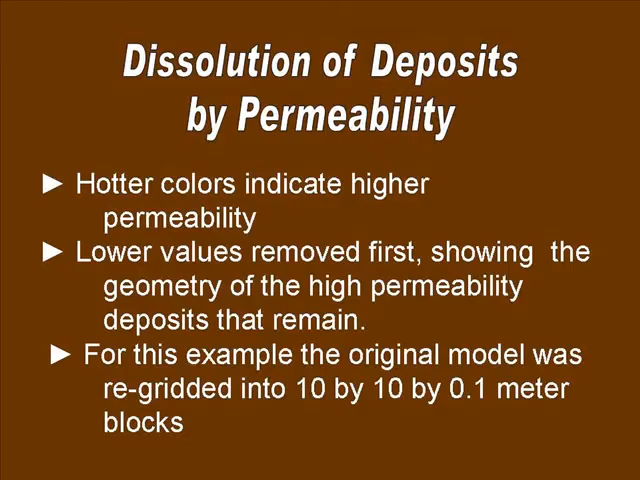 Dissolution of Deposits
by Permeability
► Hotter colors indicate higher
permeability
► Lower values removed first, showing  the
geometry of the high permeability
deposits that remain.
► For this example the original model was
re-gridded into 10 by 10 by 0.1 meter
blocks